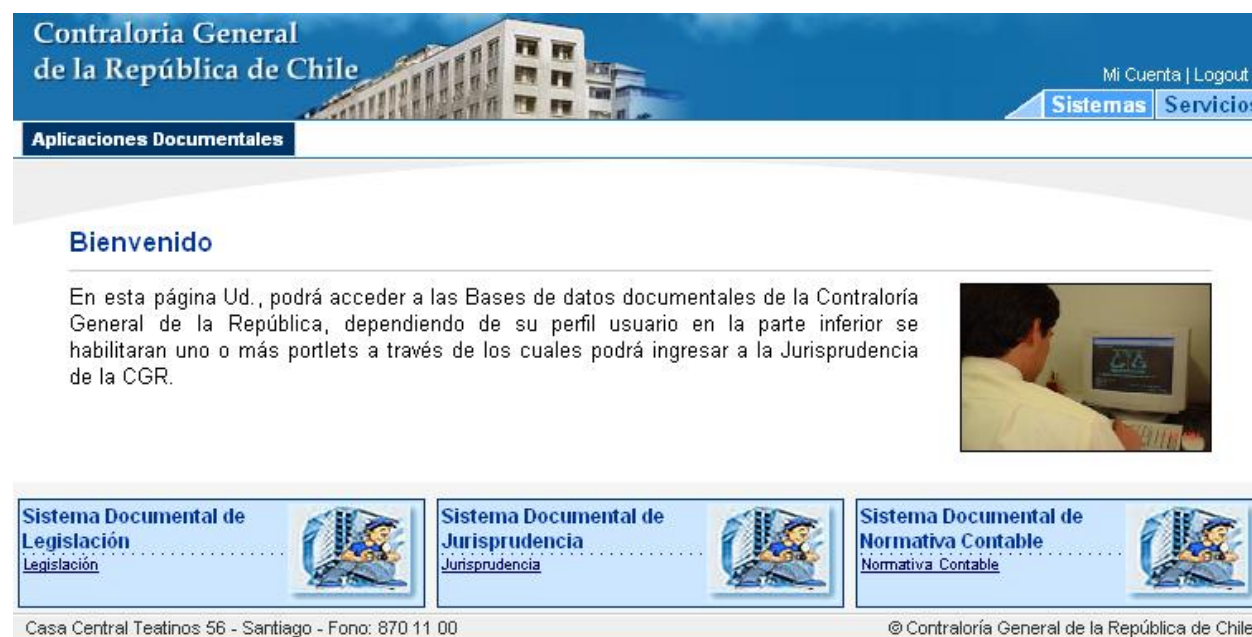 Contraloria General
de la República de Chile
Mi Cuenta | Logout
Sistemas Servicios
Aplicaciones Documentales
Bienvenido
En esta página Ud., podrá acceder a las Bases de datos documentales de la Contraloría
General de la República, dependiendo de su perfil usuario en la parte inferior se
habilitaran uno o más portlets a través de los cuales podrá ingresar a la Jurisprudencia
de la CGR.
Sistema Documental de
Legislación
Legislación
Sistema Documental de
Jurisprudencia
Jurisprudencia
Sistema Documental de
Normativa Contable
Normativa Contable
Casa Central Teatinos 56 - Santiago - Fono: 870 11 00
© Contraloría General de la República de Chile